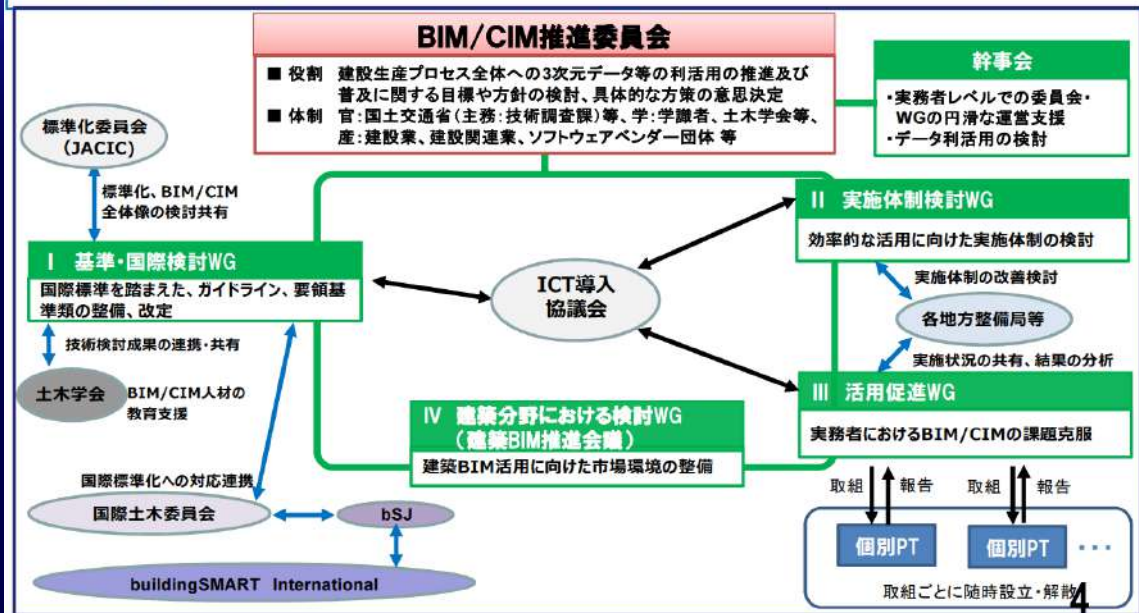 BIM/CIM推進委員会
■ 役割 建設生産プロセス全体への3次元データ等の利活用の推進及び
普及に関する目標や方針の検討、具体的な方策の意思決定
■ 体制 官:国土交通省(主務:技術調査課)等、学:学識者、土木学会等、
産:建設業、建設関連業、ソフトウェアベンダー団体 等
幹事会
・実務者レベルでの委員会・
WGの円滑な運営支援
・データ利活用の検討
標準化委員会
(JACIC)
標準化、BIM/CIM
全体像の検討共有
Ⅰ 基準・国際検討WG
国際標準を踏まえた、ガイドライン、要領基
準類の整備、改定
技術検討成果の連携・共有
土木学会
BIM/CIM人材の
教育支援
ICT導入
協議会
Ⅱ 実施体制検討WG
効率的な活用に向けた実施体制の検討
実施体制の改善検討
各地方整備局等
実施状況の共有、結果の分析
Ⅲ 活用促進WG
実務者におけるBIM/CIMの課題克服
Ⅳ 建築分野における検討WG
(建築BIM推進会議)
建築BIM活用に向けた市場環境の整備
国際標準化への対応連携
国際土木委員会
bSJ
buildingSMART International
取組 報告 取組 報告
個別PT 個別PT ・・・
取組ごとに随時設立・解散
4